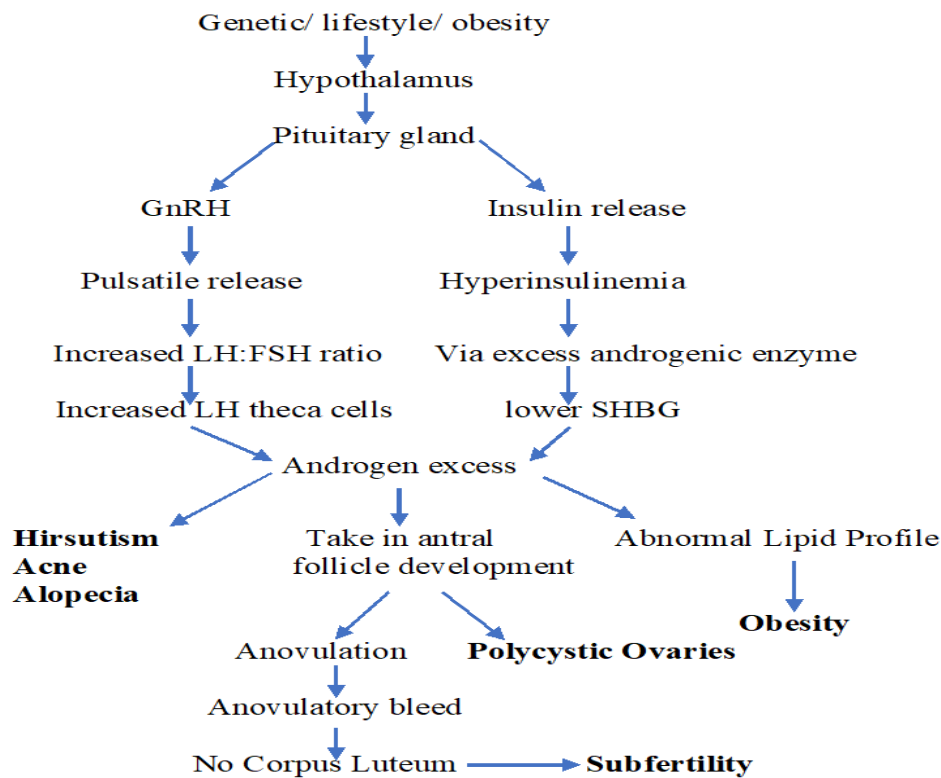 Genetic/ lifestyle/ obesity
Hypothalamus
Pituitary gland
GnRH
Insulin release
Pulsatile release
Hyperinsulinemia
Increased LH:FSH ratio
Via excess androgenic enzyme
Increased LH theca cells
lower SHBG
Androgen excess
Hirsutism
Acne
Alopecia
Take in antral
follicle development
Abnormal Lipid Profile
Obesity
Anovulation
Polycystic Ovaries
Anovulatory bleed
No Corpus Luteum
Subfertility